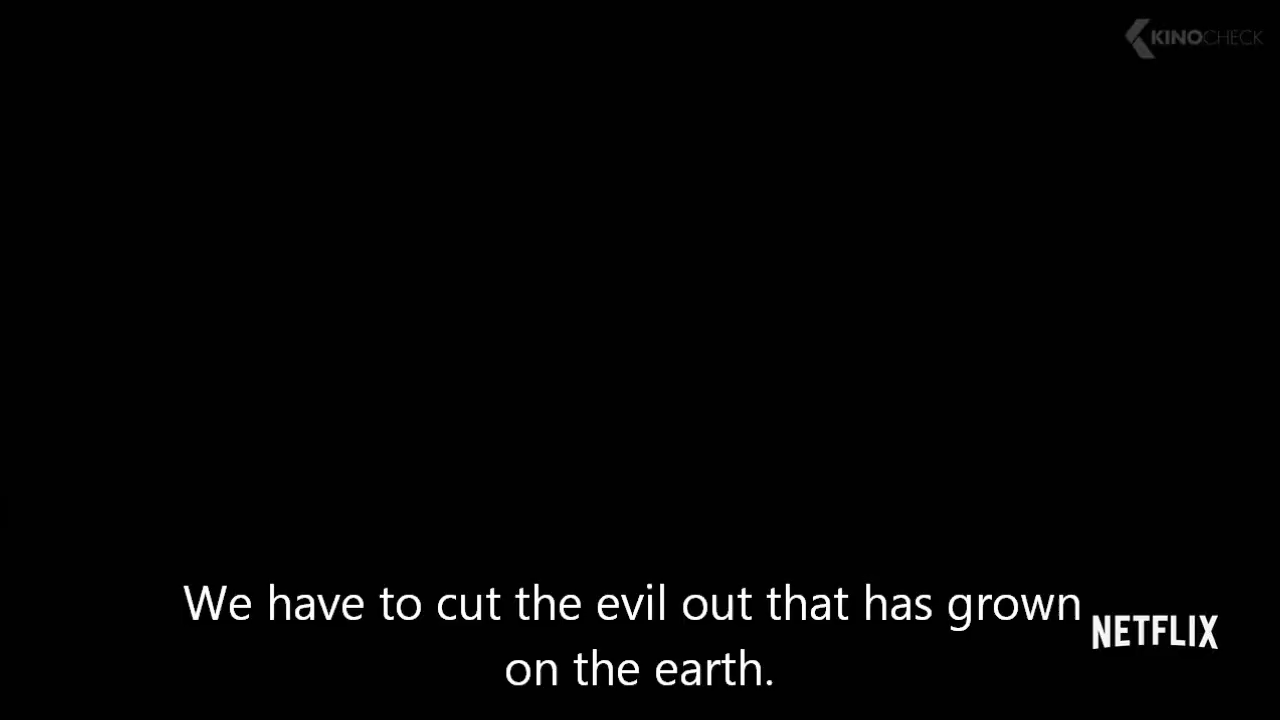 KINOCHECK
We have to cut the evil out that has grown
NETFLIX
on the earth.